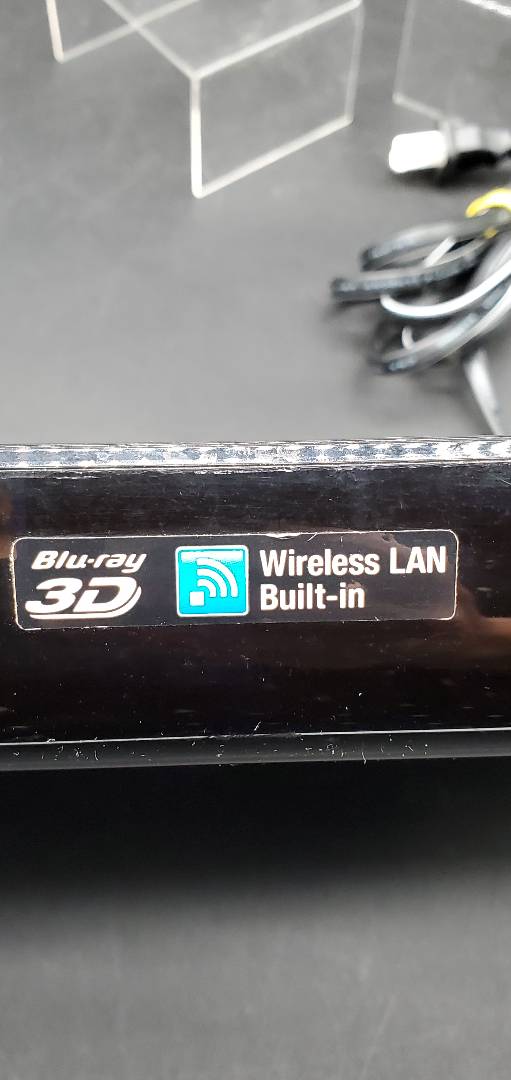 Blu-ray
3D
Wireless LAN
Built-in